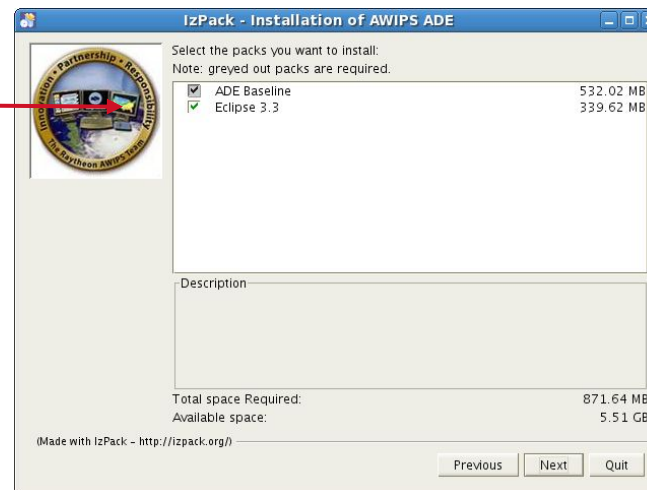 IzPack - Installation of AWIPS ADE
Innovation • Partnership • Responsibility
The Raytheon AWIPS Team
Select the packs you want to install:
Note: greyed out packs are required.
ADE Baseline 532.02 MB
Eclipse 3.3 339.62 MB
Description
Total space Required: 871.64 MB
Available space: 5.51 GB
(Made with IzPack - http://izpack.org/)
Previous Next Quit